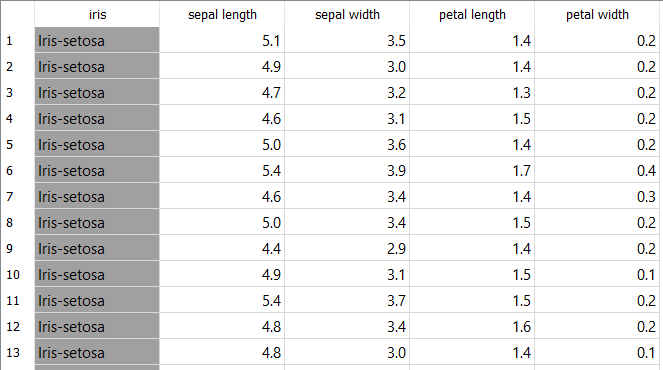 iris sepal length sepal width petal length petal width
1 Iris-setosa 5.1 3.5 1.4 0.2
2 Iris-setosa 4.9 3.0 1.4 0.2
3 Iris-setosa 4.7 3.2 1.3 0.2
4 Iris-setosa 4.6 3.1 1.5 0.2
5 Iris-setosa 5.0 3.6 1.4 0.2
6 Iris-setosa 5.4 3.9 1.7 0.4
7 Iris-setosa 4.6 3.4 1.4 0.3
8 Iris-setosa 5.0 3.4 1.5 0.2
9 Iris-setosa 4.4 2.9 1.4 0.2
10 Iris-setosa 4.9 3.1 1.5 0.1
11 Iris-setosa 5.4 3.7 1.5 0.2
12 Iris-setosa 4.8 3.4 1.6 0.2
13 Iris-setosa 4.8 3.0 1.4 0.1